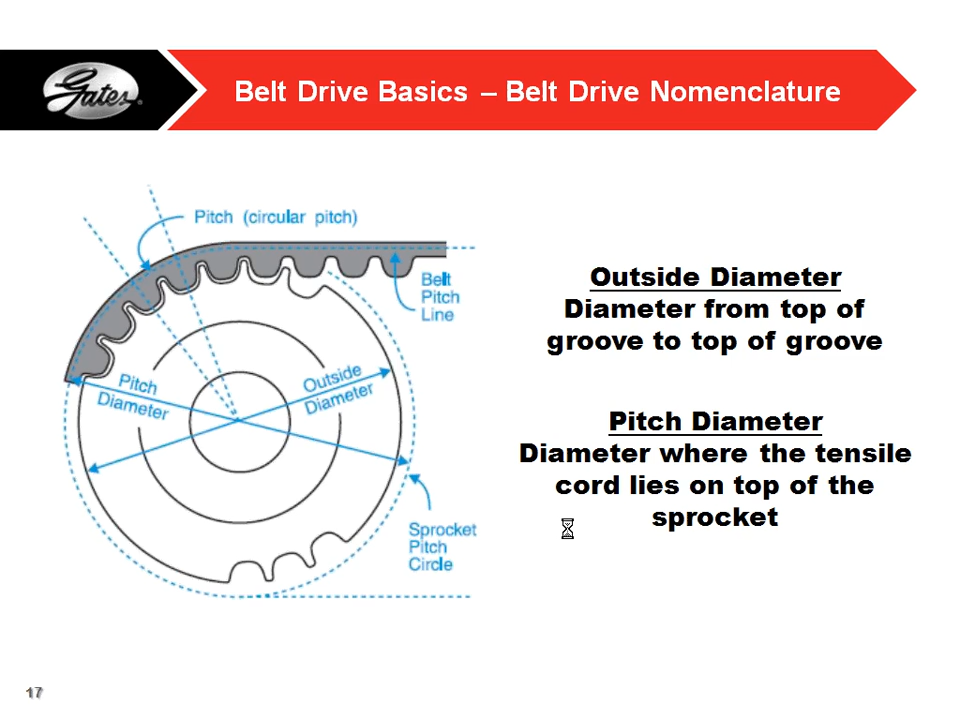 Gates
Belt Drive Basics – Belt Drive Nomenclature
Pitch (circular pitch)
Belt
Pitch
Line
Pitch
Diameter
Outside
Diameter
Sprocket
Pitch
Circle
Outside Diameter
Diameter from top of
groove to top of groove
Pitch Diameter
Diameter where the tensile
cord lies on top of the
sprocket
17